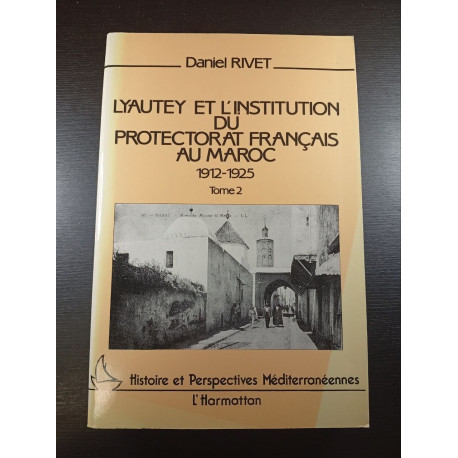 Daniel RIVET
LYAUTEY ET L'INSTITUTION
DU
PROTECTORAT FRANÇAIS
AU MAROC
1912-1925
Tome 2
RABAT
L L
Histoire et Perspectives Méditerranéennes
L'Harmattan